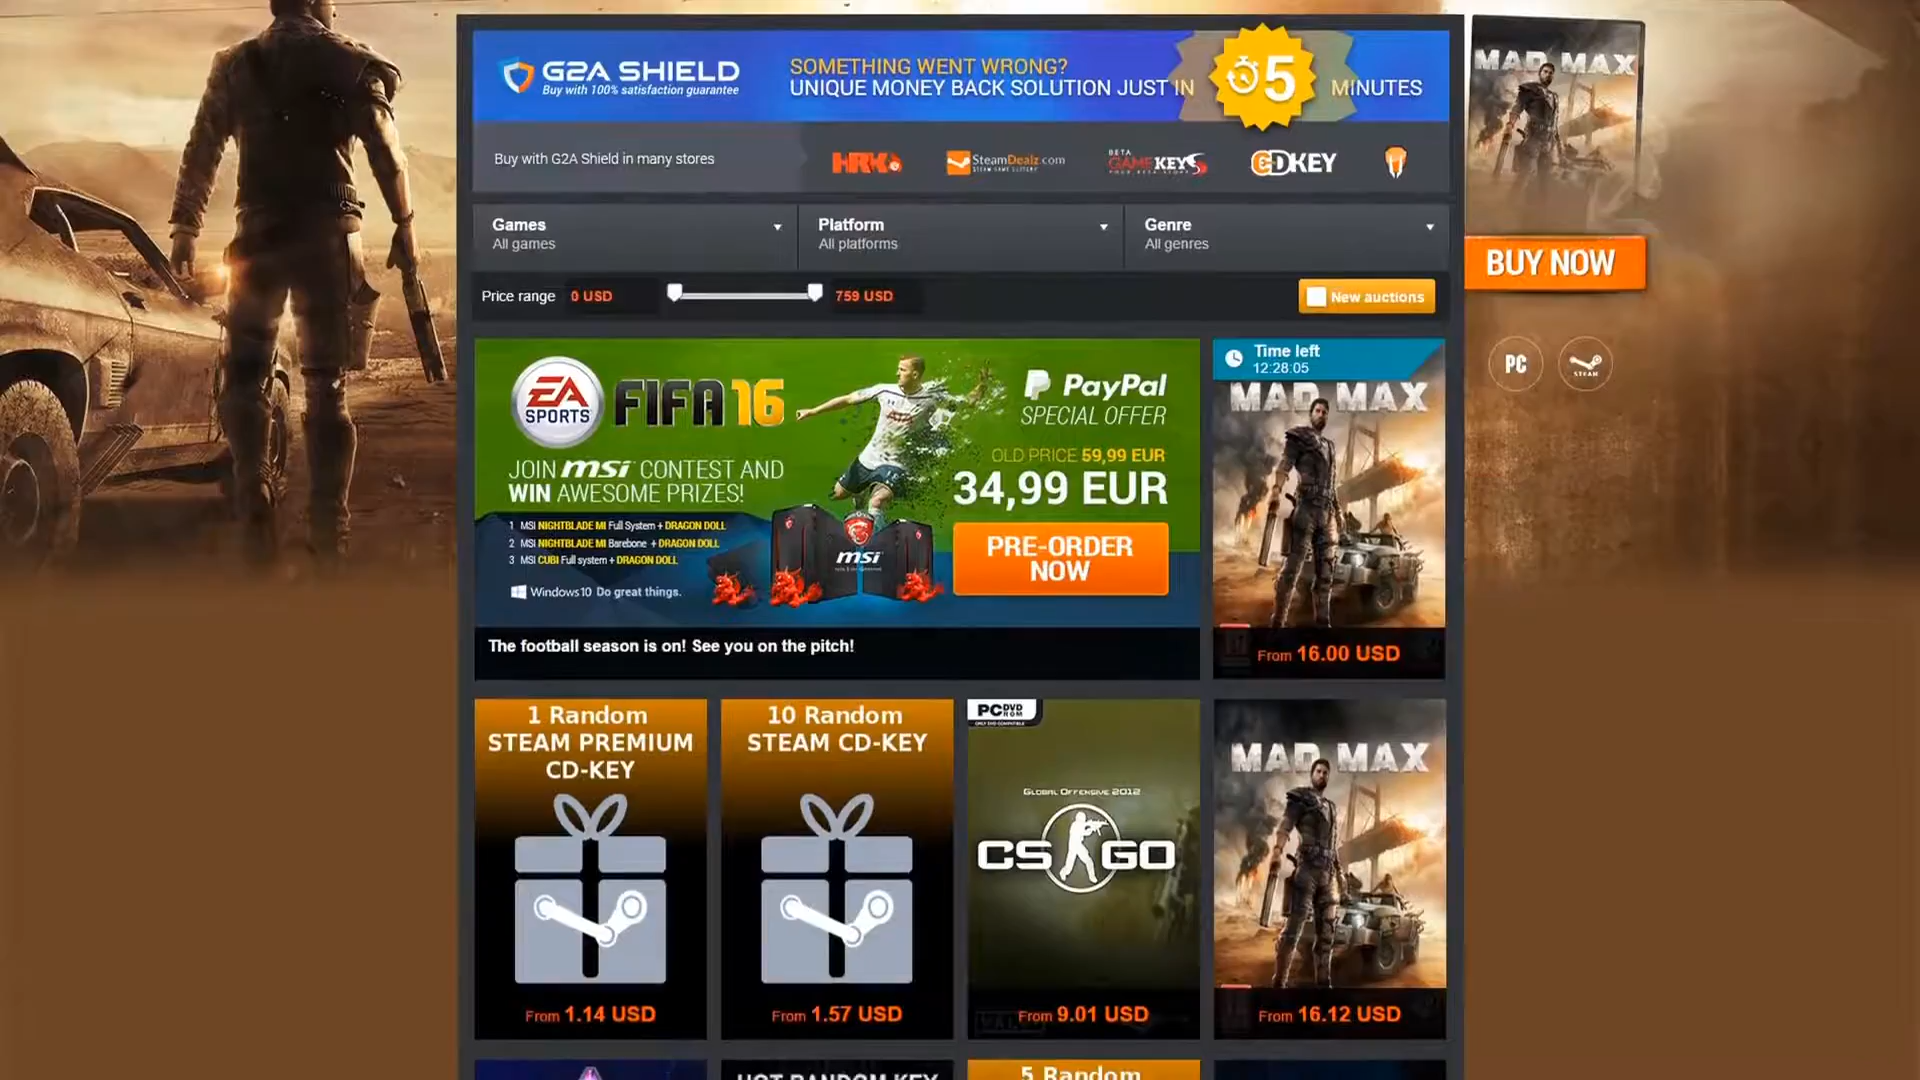 G2A SHIELD
Buy with 100% satisfaction guarantee
SOMETHING WENT WRONG?
UNIQUE MONEY BACK SOLUTION JUST IN 5 MINUTES
MAD MAX
Buy with G2A Shield in many stores
HRK
SteamDealz.com
BETA
GAMEKEYS
CDKEY
Games
All games
Platform
All platforms
Genre
All genres
BUY NOW
Price range 0 USD 759 USD
New auctions
PC
STEAM
EA SPORTS
FIFA 16
JOIN msi CONTEST AND
WIN AWESOME PRIZES!
1 MSI NIGHTBLADE MI Full System + DRAGON DOLL
2 MSI NIGHTBLADE MI Barebone + DRAGON DOLL
3 MSI CUBI Full system + DRAGON DOLL
Windows10 Do great things.
msi
PayPal
SPECIAL OFFER
OLD PRICE 59,99 EUR
34,99 EUR
PRE-ORDER
NOW
The football season is on! See you on the pitch!
Time left
12:28:05
MAD MAX
From 16.00 USD
1 Random
STEAM PREMIUM
CD-KEY
From 1.14 USD
10 Random
STEAM CD-KEY
From 1.57 USD
PC DVD ROM
GLOBAL OFFENSIVE 2012
CS GO
From 9.01 USD
MAD MAX
From 16.12 USD
HOT RANDOM KEY
5 Random